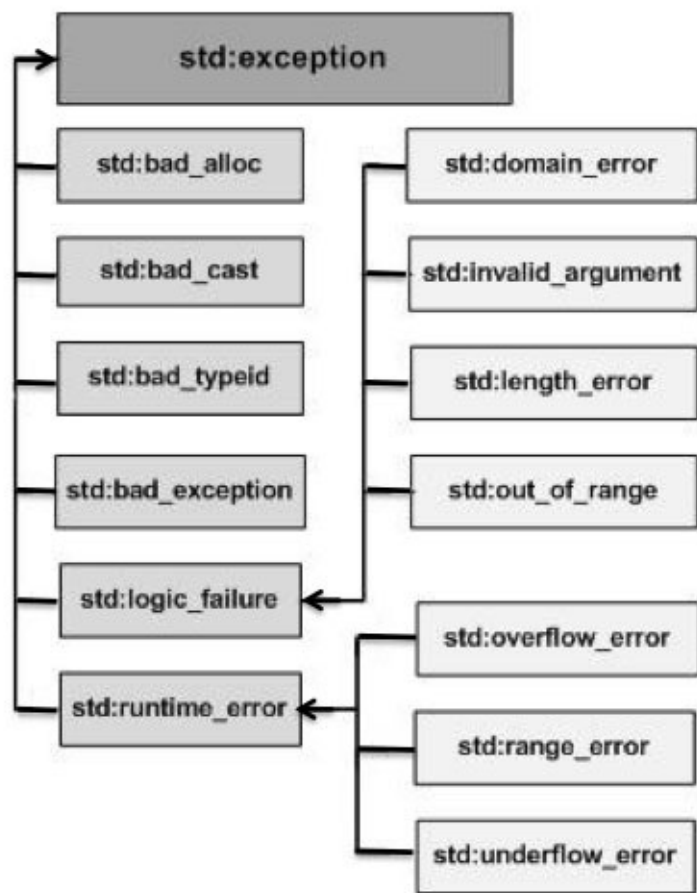 std:exception
std:bad_alloc
std:bad_cast
std:bad_typeid
std:bad_exception
std:logic_failure
std:runtime_error
std:domain_error
std:invalid_argument
std:length_error
std:out_of_range
std:overflow_error
std:range_error
std:underflow_error